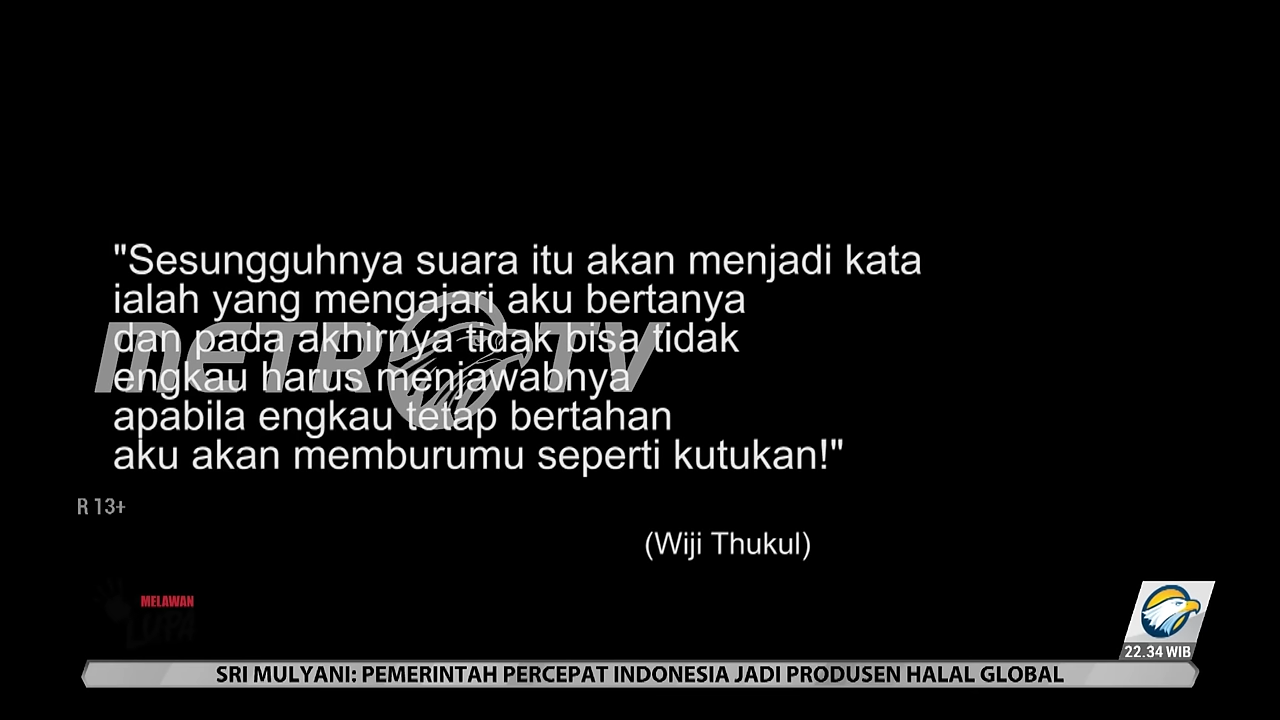 "Sesungguhnya suara itu akan menjadi kata
ialah yang mengajari aku bertanya
dan pada akhirnya tidak bisa tidak
engkau harus menjawabnya
apabila engkau tetap bertahan
aku akan memburumu seperti kutukan!"
METRO TV
R 13+
(Wiji Thukul)
MELAWAN
LUPA
22.34 WIB
SRI MULYANI: PEMERINTAH PERCEPAT INDONESIA JADI PRODUSEN HALAL GLOBAL